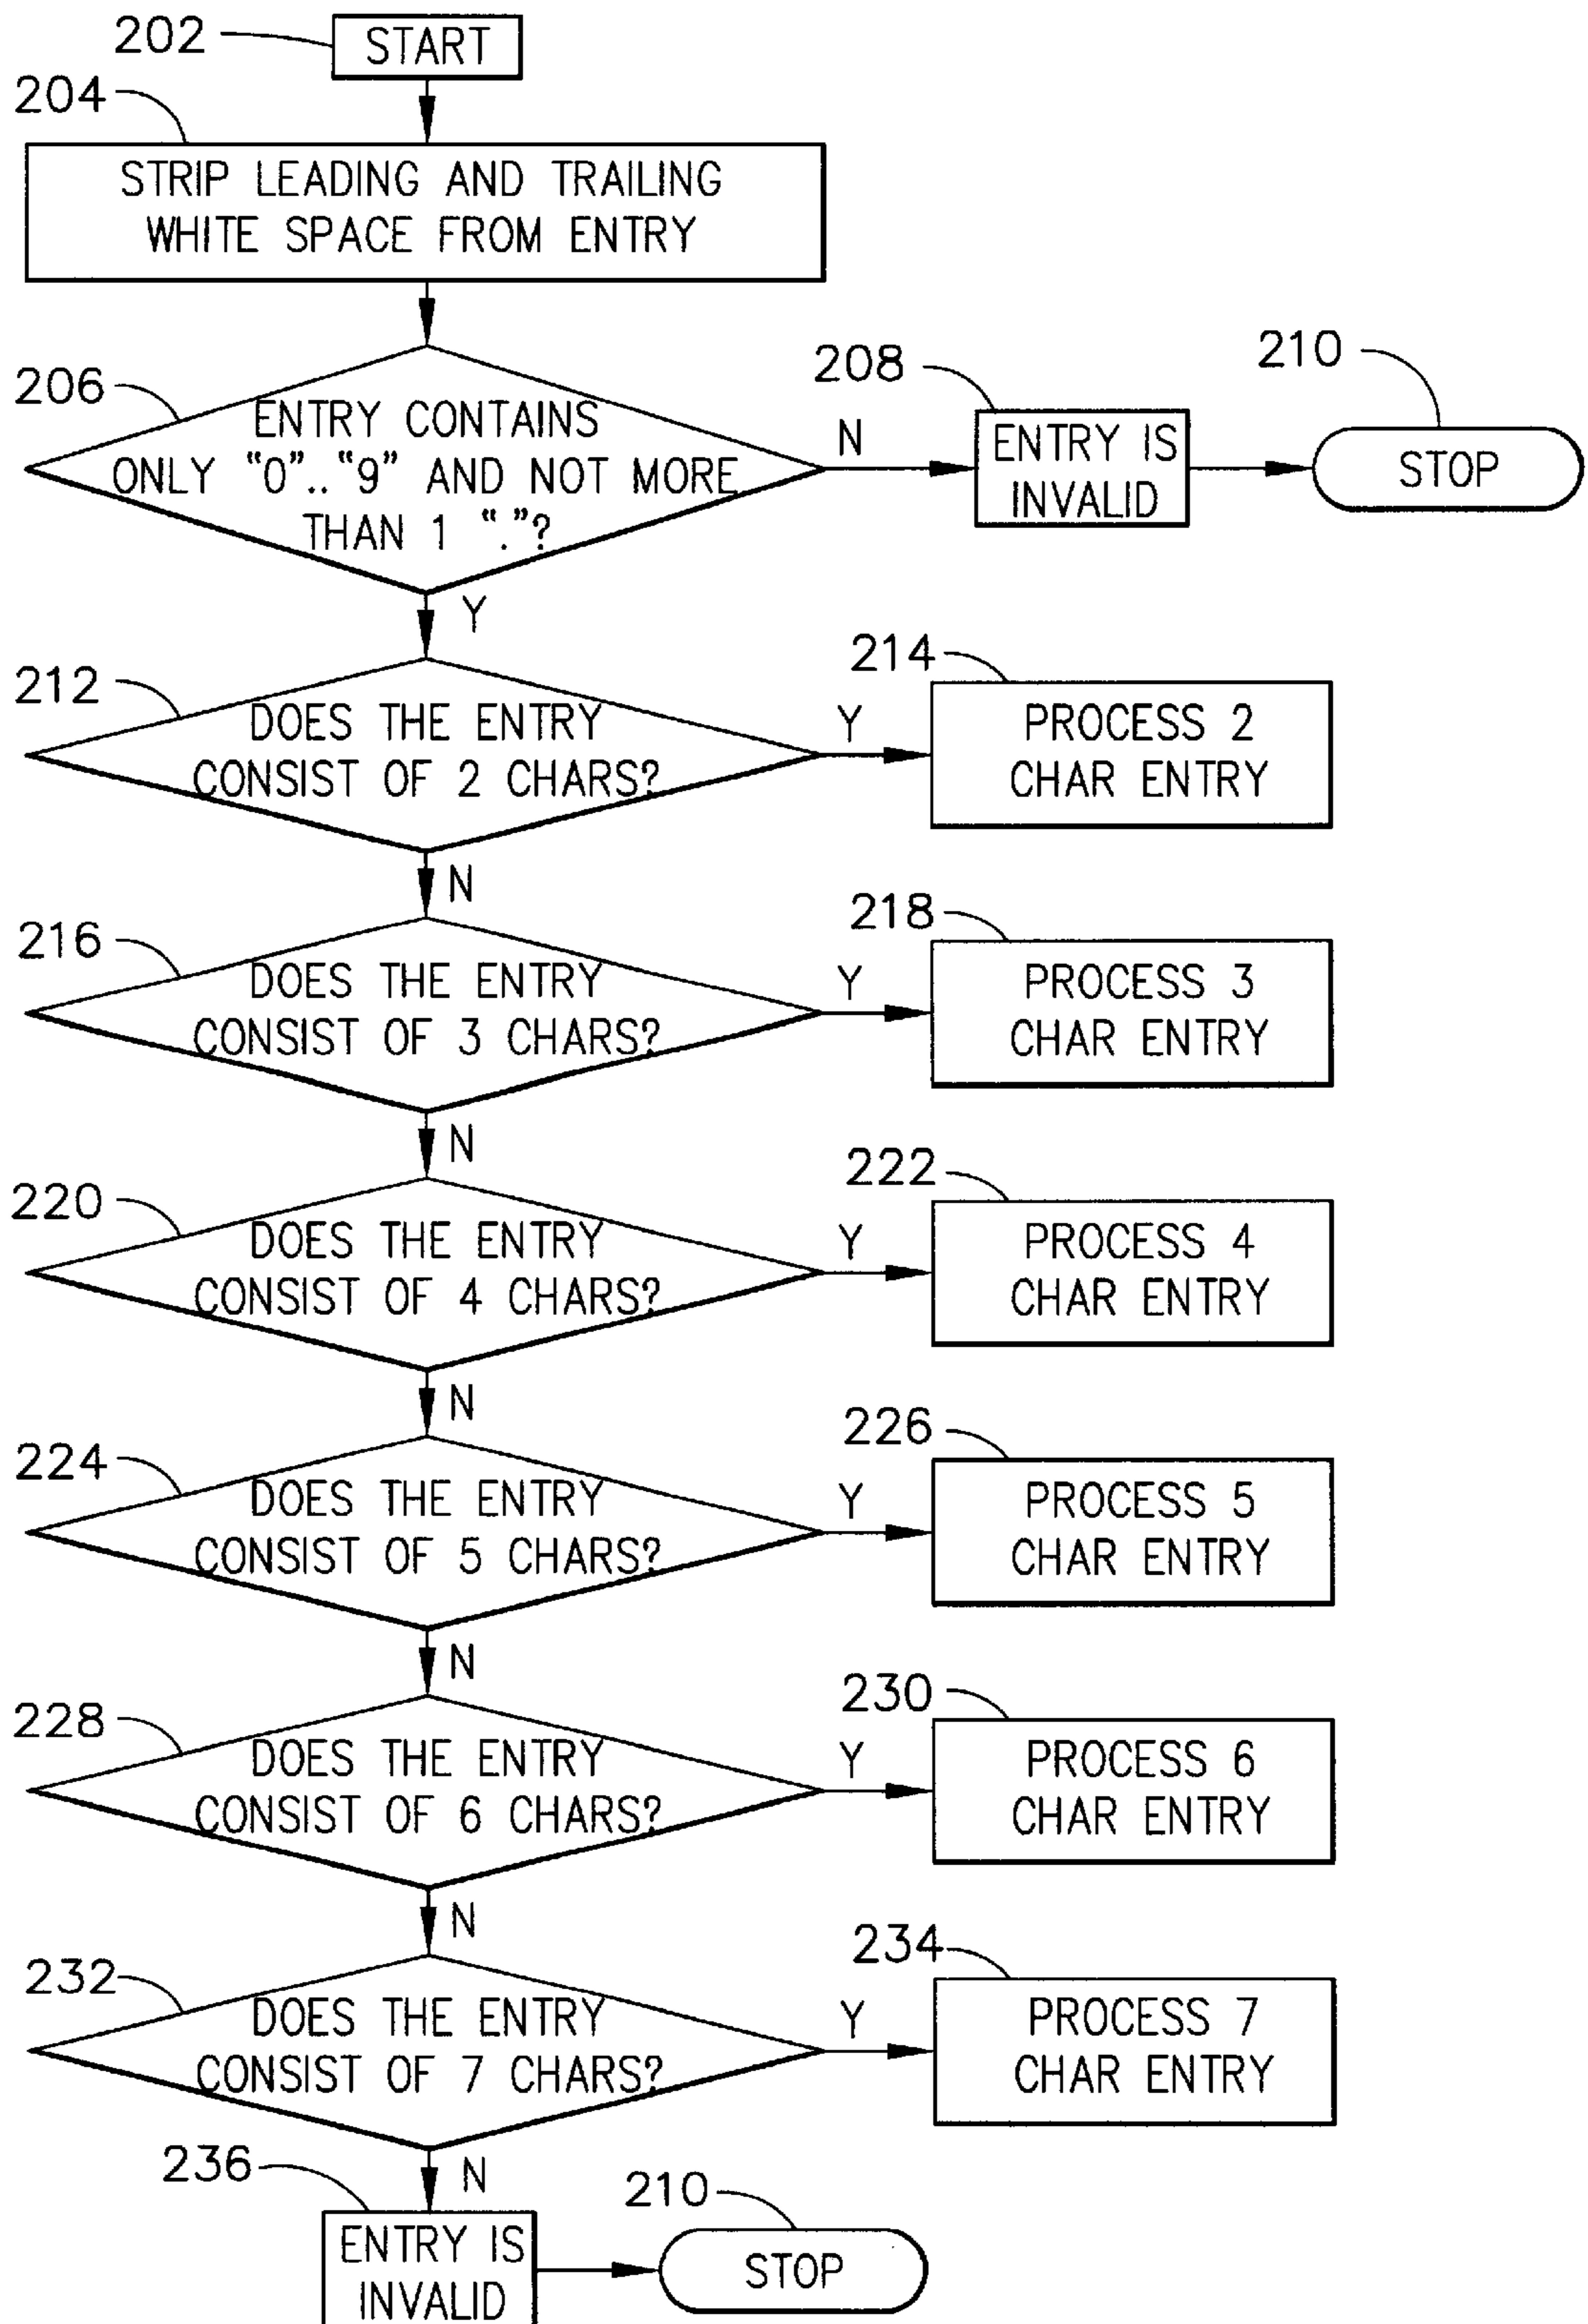 202
START
204
STRIP LEADING AND TRAILING
WHITE SPACE FROM ENTRY
206
ENTRY CONTAINS
ONLY “0”.. “9” AND NOT MORE
THAN 1 “.”?
N
208
ENTRY IS
INVALID
210
STOP
Y
212
DOES THE ENTRY
CONSIST OF 2 CHARS?
Y
214
PROCESS 2
CHAR ENTRY
N
216
DOES THE ENTRY
CONSIST OF 3 CHARS?
Y
218
PROCESS 3
CHAR ENTRY
N
220
DOES THE ENTRY
CONSIST OF 4 CHARS?
Y
222
PROCESS 4
CHAR ENTRY
N
224
DOES THE ENTRY
CONSIST OF 5 CHARS?
Y
226
PROCESS 5
CHAR ENTRY
N
228
DOES THE ENTRY
CONSIST OF 6 CHARS?
Y
230
PROCESS 6
CHAR ENTRY
N
232
DOES THE ENTRY
CONSIST OF 7 CHARS?
Y
234
PROCESS 7
CHAR ENTRY
N
236
ENTRY IS
INVALID
210
STOP